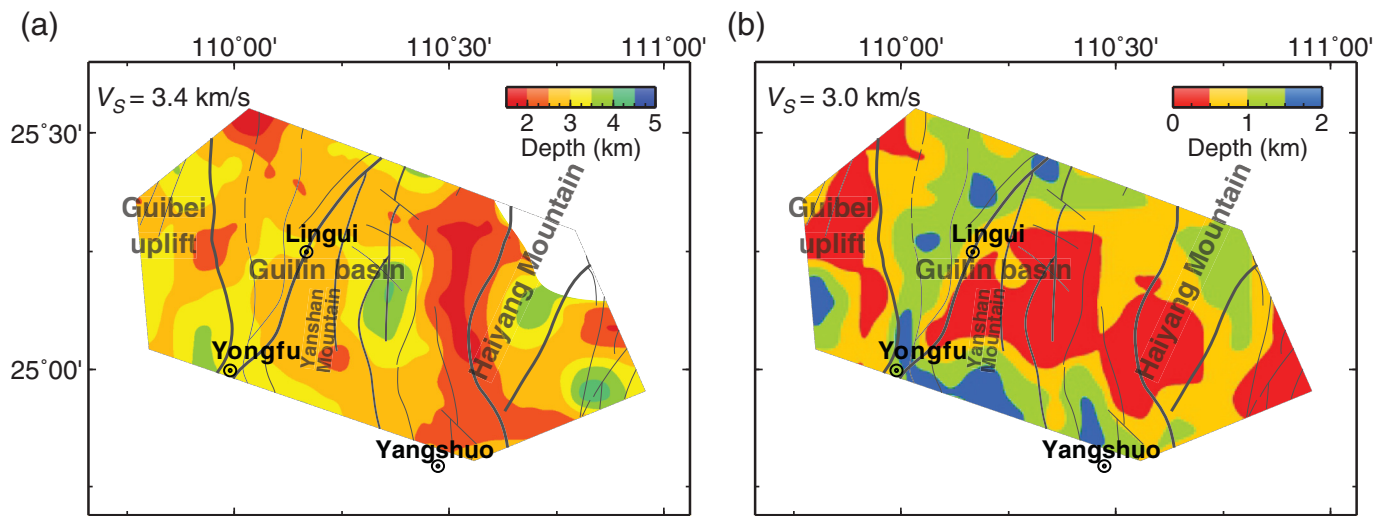 (a)
110°00' 110°30' 111°00'
V_S = 3.4 km/s
2 3 4 5
Depth (km)
25°30'
25°00'
Guibei
uplift
Lingui
Guilin basin
Yanshan
Mountain
Haiyang Mountain
Yongfu
Yangshuo
(b)
110°00' 110°30' 111°00'
V_S = 3.0 km/s
0 1 2
Depth (km)
Guibei
uplift
Lingui
Guilin basin
Yanshan
Mountain
Haiyang Mountain
Yongfu
Yangshuo